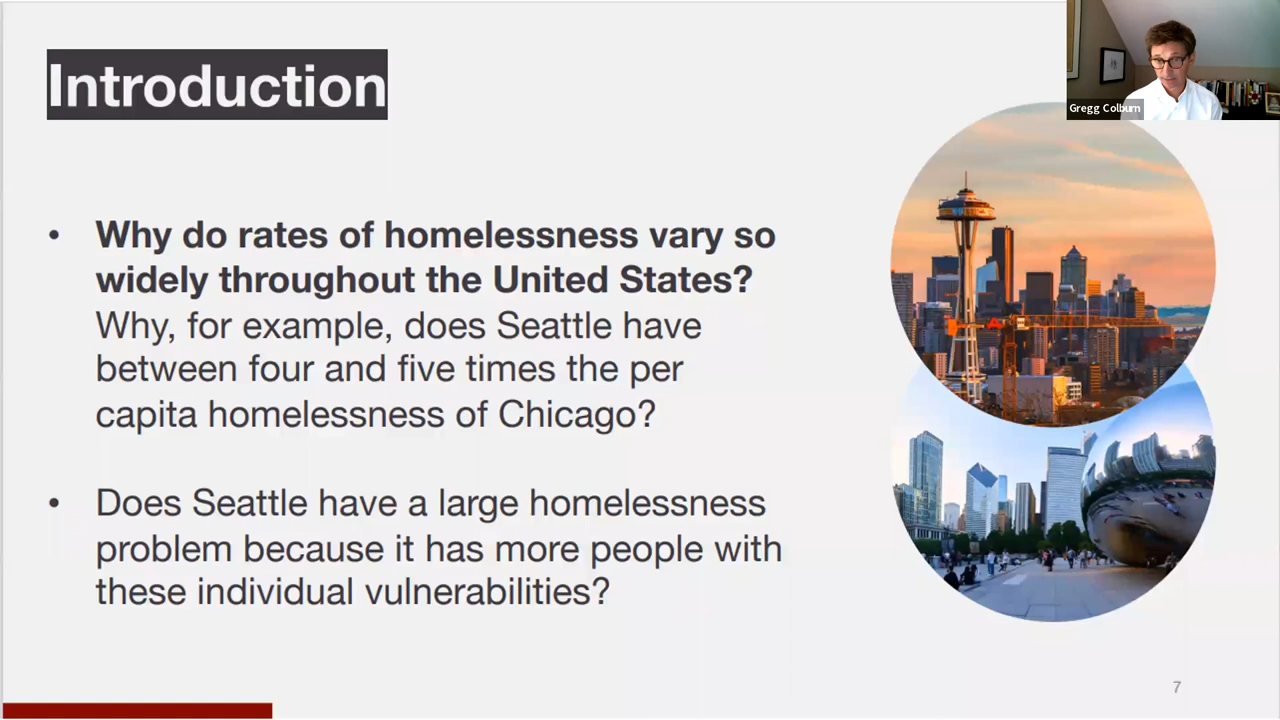 Introduction
Gregg Colburn
• Why do rates of homelessness vary so
widely throughout the United States?
Why, for example, does Seattle have
between four and five times the per
capita homelessness of Chicago?
• Does Seattle have a large homelessness
problem because it has more people with
these individual vulnerabilities?
7